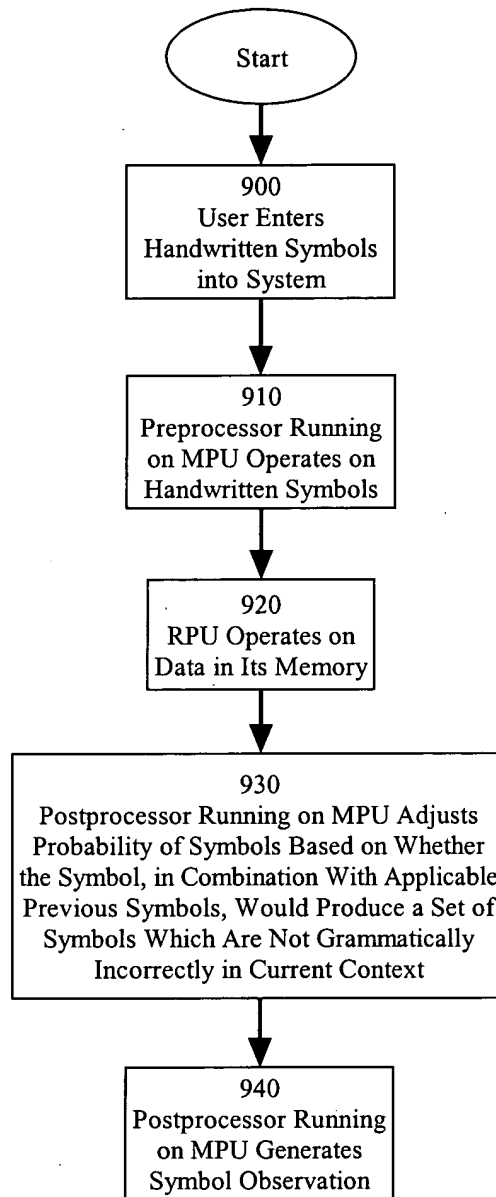 Start
900
User Enters
Handwritten Symbols
into System
910
Preprocessor Running
on MPU Operates on
Handwritten Symbols
920
RPU Operates on
Data in Its Memory
930
Postprocessor Running on MPU Adjusts
Probability of Symbols Based on Whether
the Symbol, in Combination With Applicable
Previous Symbols, Would Produce a Set of
Symbols Which Are Not Grammatically
Incorrectly in Current Context
940
Postprocessor Running
on MPU Generates
Symbol Observation